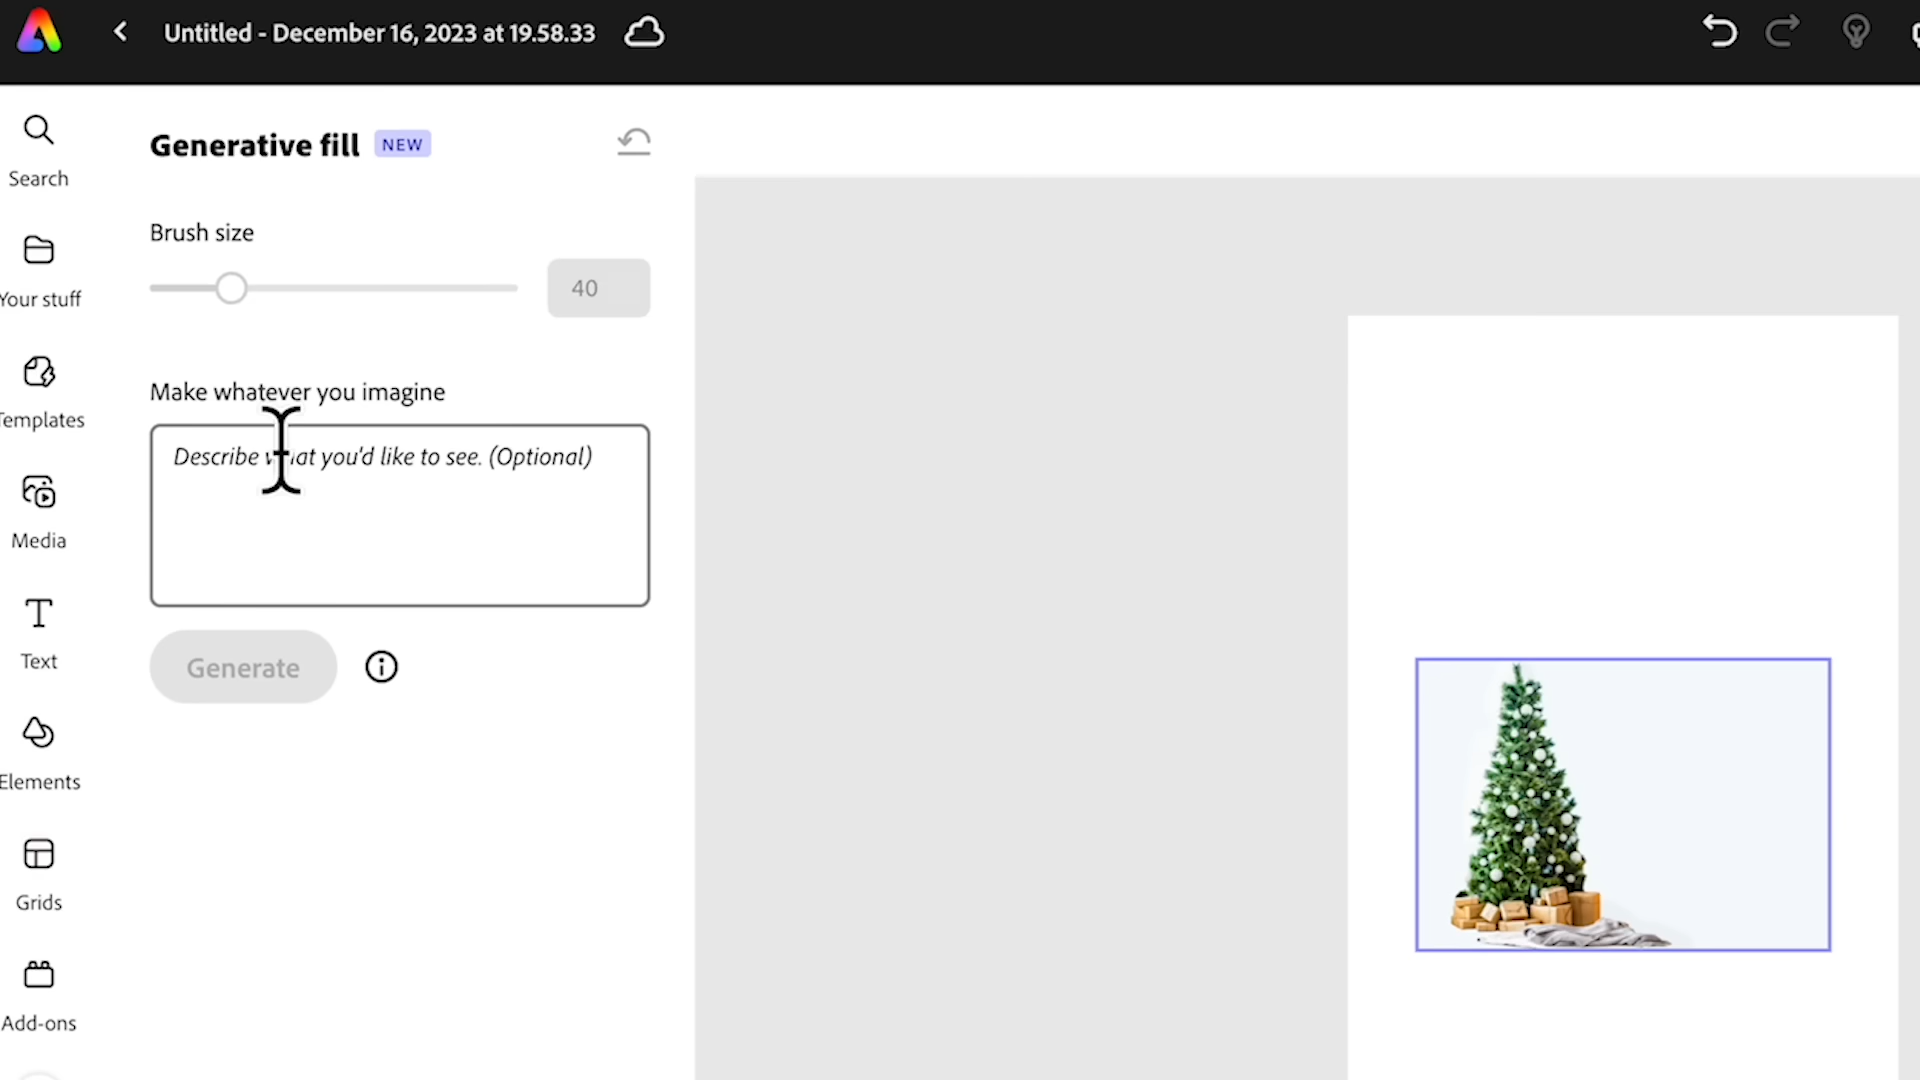 Untitled - December 16, 2023 at 19.58.33
Search
Your stuff
Templates
Media
Text
Elements
Grids
Add-ons
Generative fill NEW
Brush size
40
Make whatever you imagine
Describe what you'd like to see. (Optional)
Generate